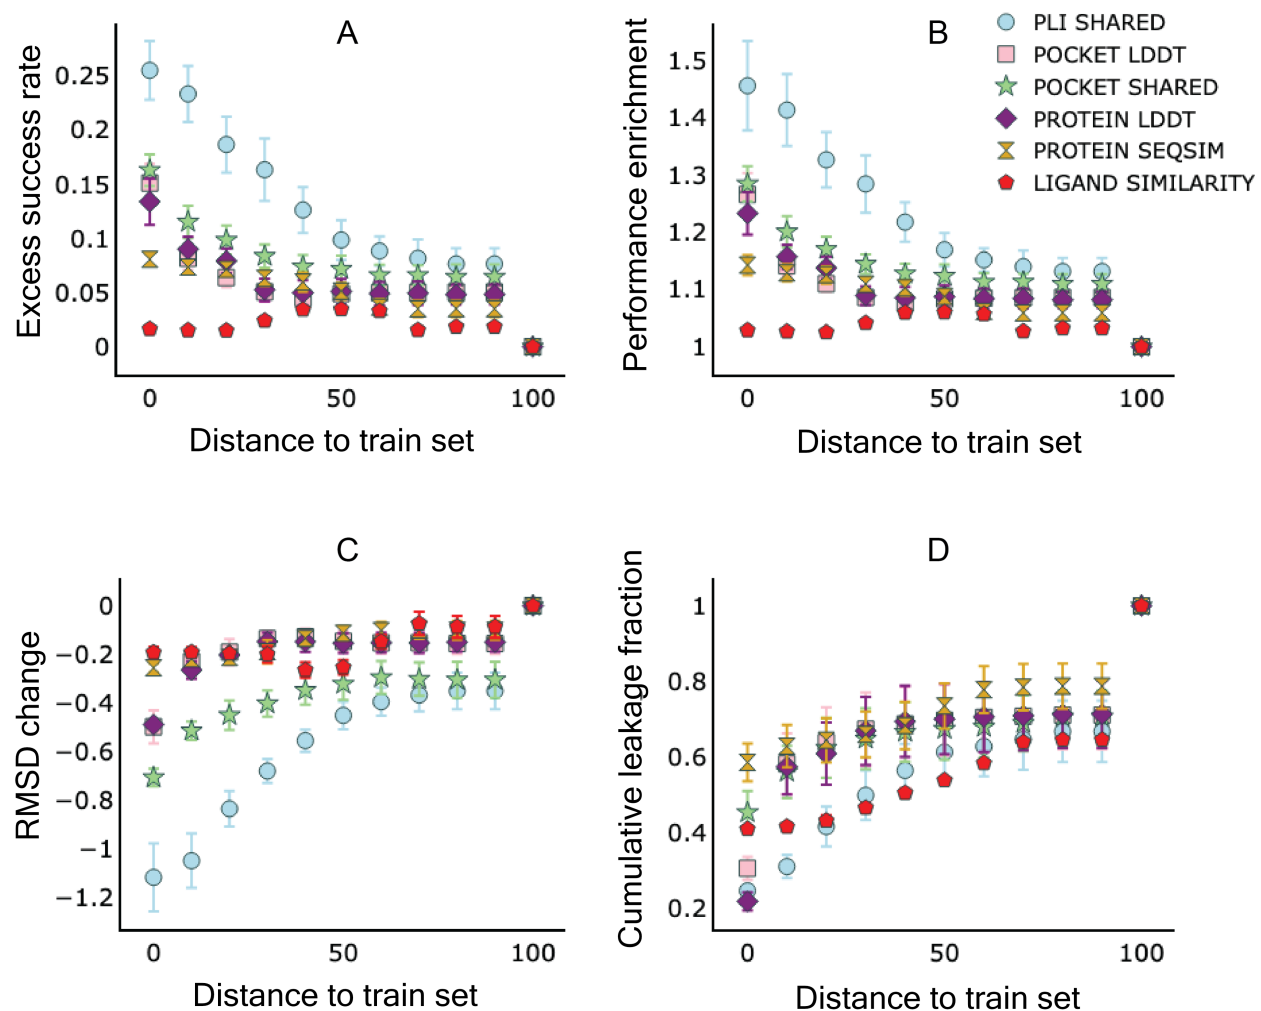 A
Excess success rate
0.25
0.2
0.15
0.1
0.05
0
0
50
100
Distance to train set
B
Performance enrichment
1.5
1.4
1.3
1.2
1.1
1
0
50
100
Distance to train set
PLI SHARED
POCKET LDDT
POCKET SHARED
PROTEIN LDDT
PROTEIN SEQSIM
LIGAND SIMILARITY
C
RMSD change
0
−0.2
−0.4
−0.6
−0.8
−1
−1.2
0
50
100
Distance to train set
D
Cumulative leakage fraction
1
0.8
0.6
0.4
0.2
0
50
100
Distance to train set